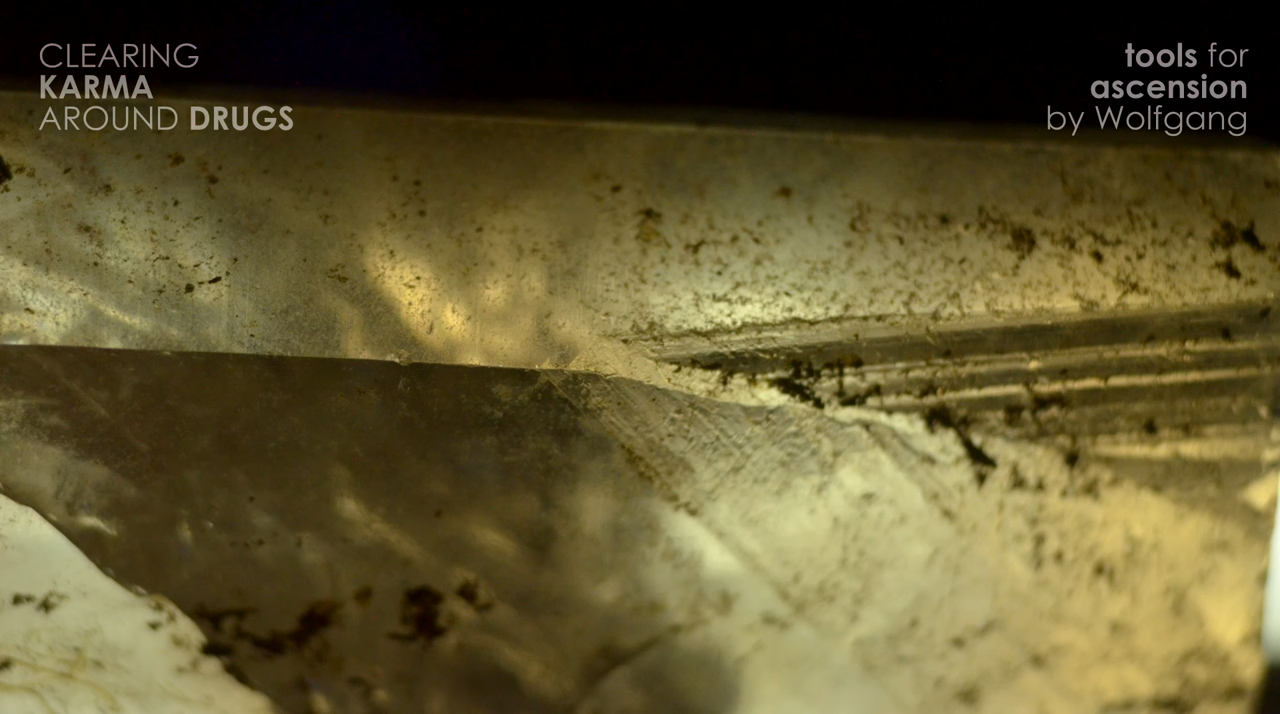 CLEARING
KARMA
AROUND DRUGS
tools for
ascension
by Wolfgang